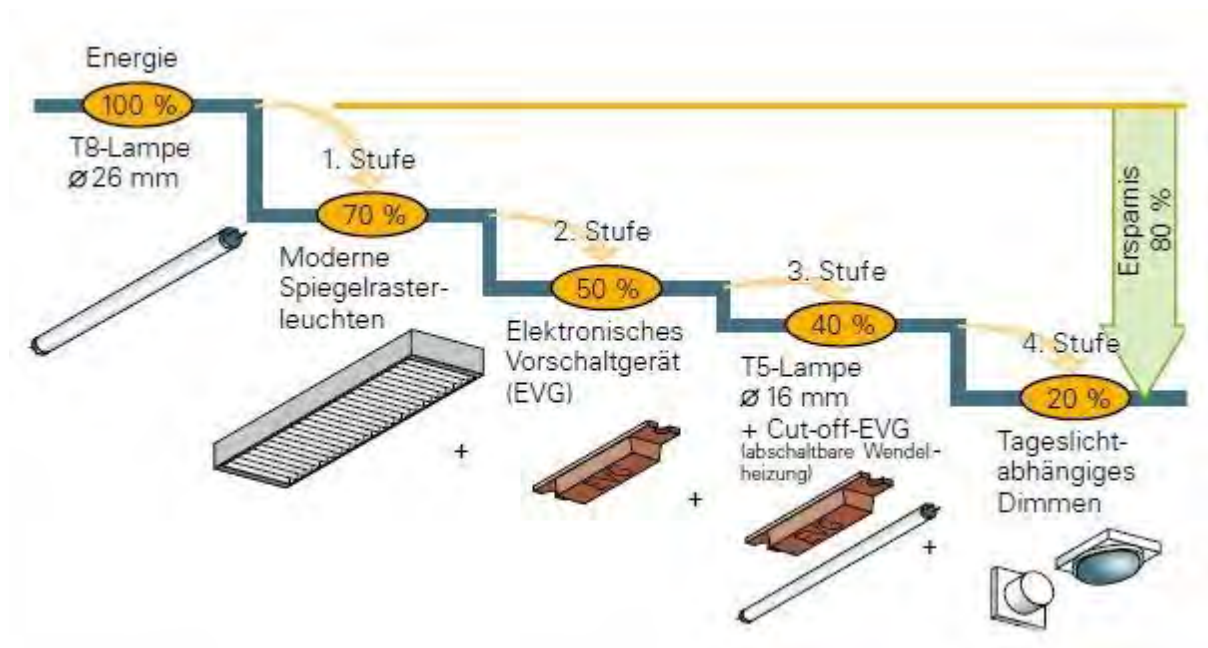 Energie
100 %
T8-Lampe
ø 26 mm
1. Stufe
70 %
Moderne
Spiegelraster-
leuchten
+
2. Stufe
50 %
Elektronisches
Vorschaltgerät
(EVG)
EVG
+
3. Stufe
40 %
T5-Lampe
ø 16 mm
+ Cut-off-EVG
(abschaltbare Wendel-
heizung)
EVG
+
4. Stufe
20 %
Tageslicht-
abhängiges
Dimmen
Ersparnis
80 %